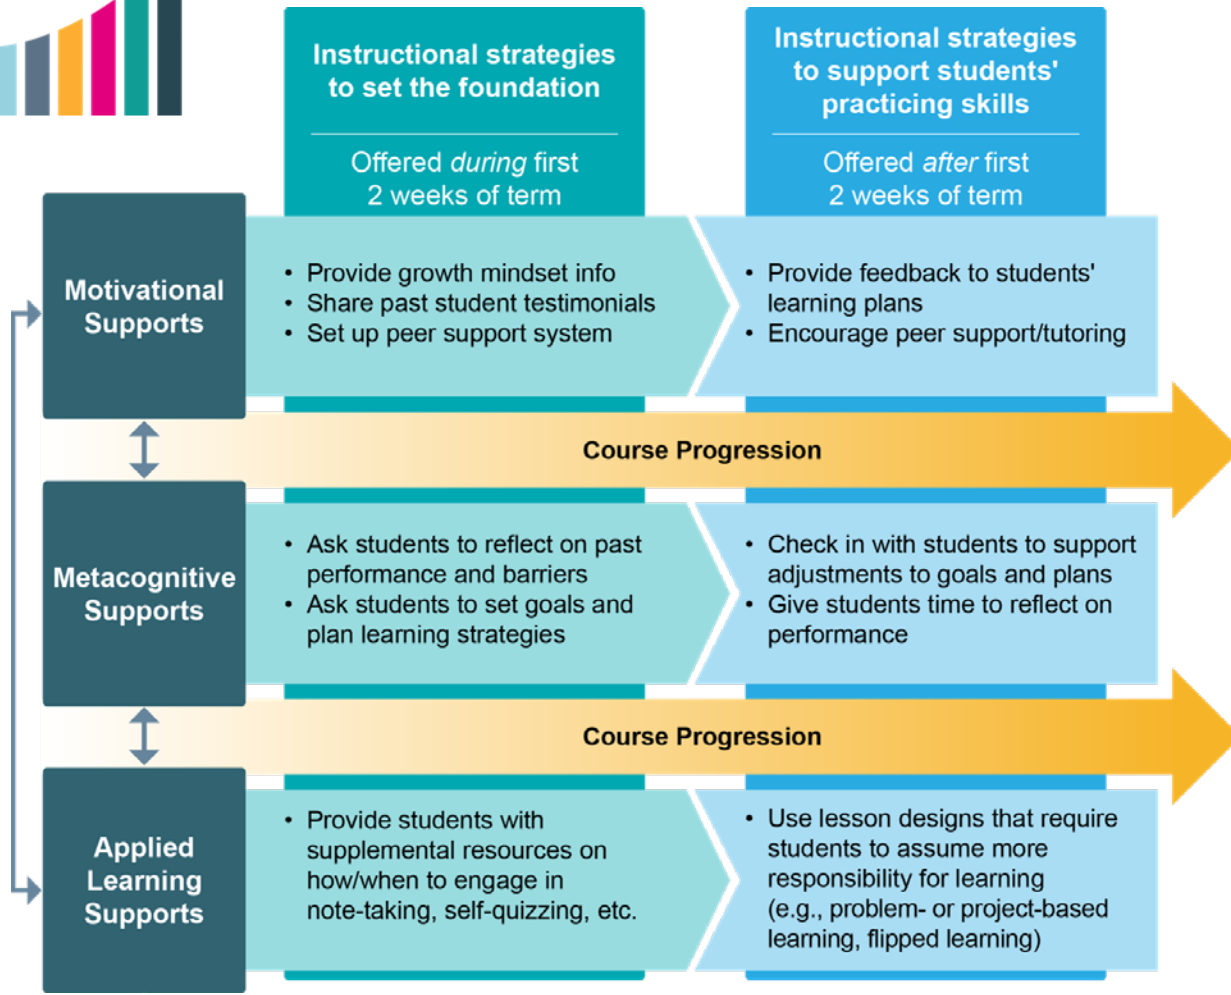 Instructional strategies
to set the foundation
Offered during first
2 weeks of term
Instructional strategies
to support students'
practicing skills
Offered after first
2 weeks of term
Motivational
Supports
• Provide growth mindset info
• Share past student testimonials
• Set up peer support system
• Provide feedback to students'
learning plans
• Encourage peer support/tutoring
Course Progression
Metacognitive
Supports
• Ask students to reflect on past
performance and barriers
• Ask students to set goals and
plan learning strategies
• Check in with students to support
adjustments to goals and plans
• Give students time to reflect on
performance
Course Progression
Applied
Learning
Supports
• Provide students with
supplemental resources on
how/when to engage in
note-taking, self-quizzing, etc.
• Use lesson designs that require
students to assume more
responsibility for learning
(e.g., problem- or project-based
learning, flipped learning)